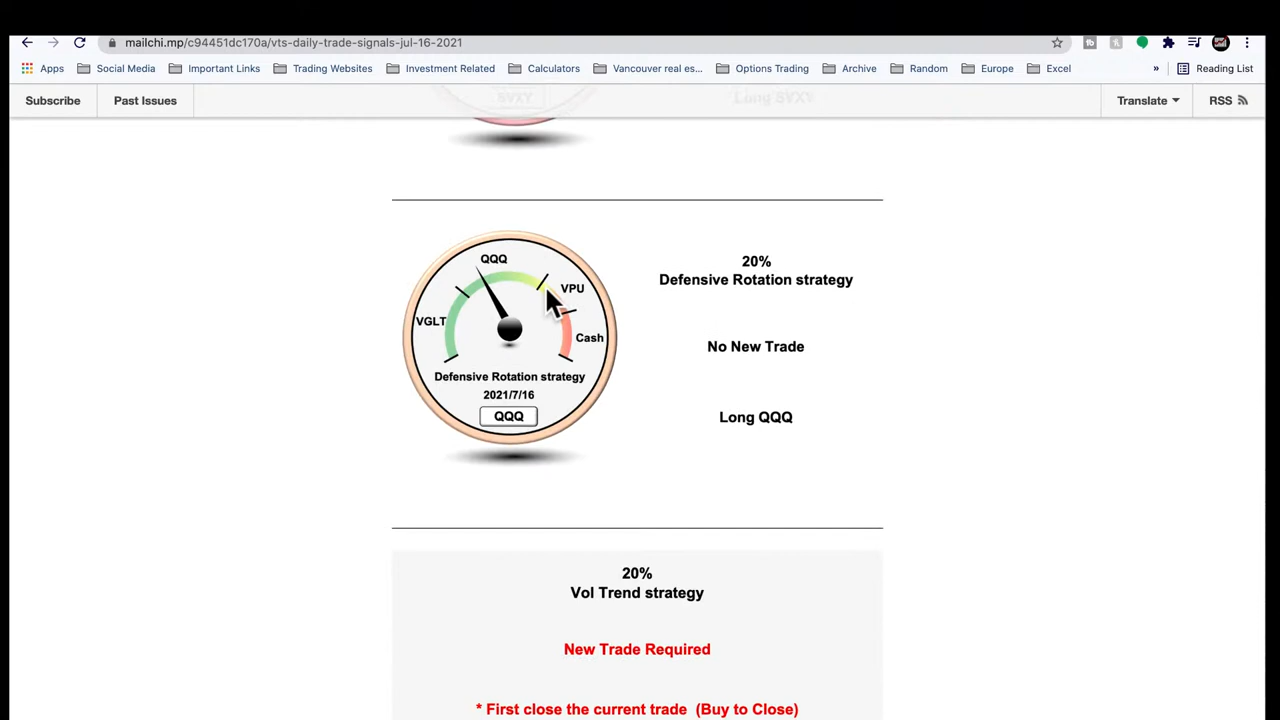 mailchi.mp/c94451dc170a/vts-daily-trade-signals-jul-16-2021
Apps Social Media Important Links Trading Websites Investment Related Calculators Vancouver real es... Options Trading Archive Random Europe Excel » Reading List
Subscribe Past Issues Translate RSS
SVXY Long SVXY
QQQ
VPU
VGLT
Cash
Defensive Rotation strategy
2021/7/16
QQQ
20%
Defensive Rotation strategy
No New Trade
Long QQQ
20%
Vol Trend strategy
New Trade Required
* First close the current trade (Buy to Close)